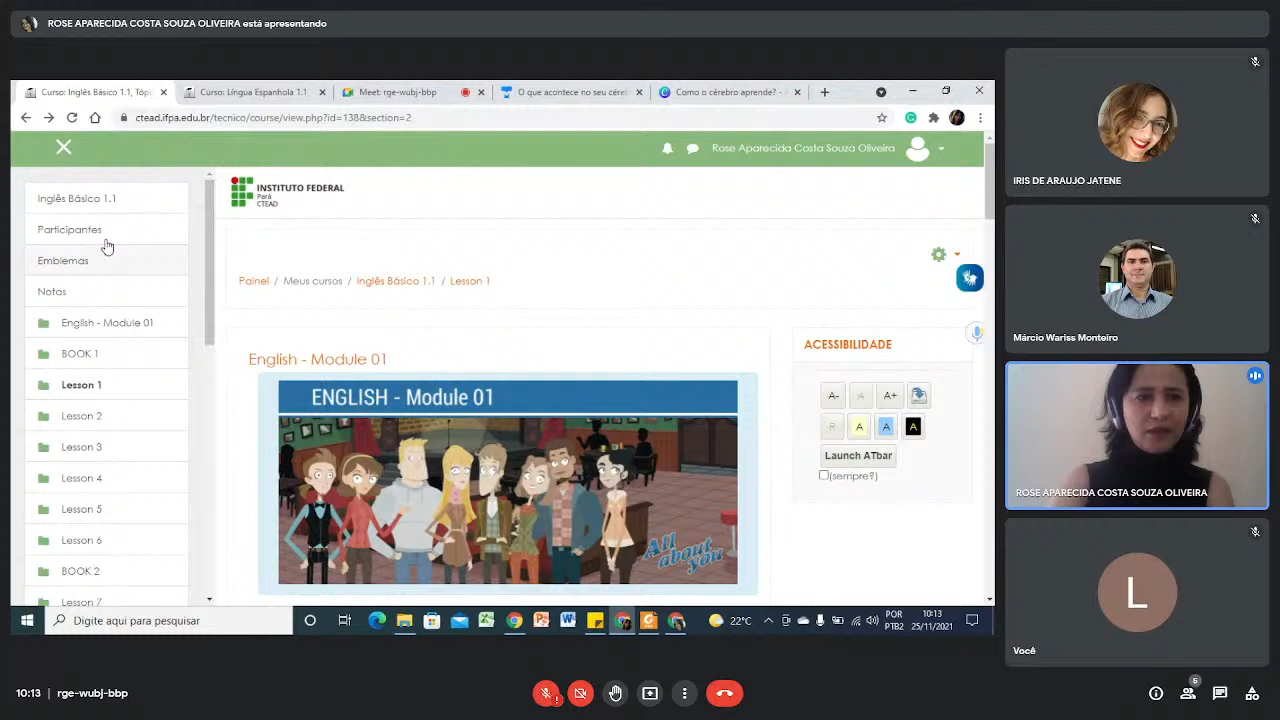 ROSE APARECIDA COSTA SOUZA OLIVEIRA está apresentando
Curso: Inglês Básico 1.1, Tóp
Curso: Língua Espanhola 1.1
Meet: rge-wubj-bbp
O que acontece no seu céreb
Como o cérebro aprende? - A
ctead.ifpa.edu.br/tecnico/course/view.php?id=138&section=2
Rose Aparecida Costa Souza Oliveira
INSTITUTO FEDERAL
Pará
CTEAD
Inglês Básico 1.1
Participantes
Emblemas
Notas
English - Module 01
BOOK 1
Lesson 1
Lesson 2
Lesson 3
Lesson 4
Lesson 5
Lesson 6
BOOK 2
Lesson 7
Painel / Meus cursos / Inglês Básico 1.1 / Lesson 1
English - Module 01
ENGLISH - Module 01
All about you
ACESSIBILIDADE
A- A A+
R A A A
Launch ATbar
(sempre?)
Digite aqui para pesquisar
22°C
POR
PTB2
10:13
25/11/2021
IRIS DE ARAUJO JATENE
Márcio Wariss Monteiro
ROSE APARECIDA COSTA SOUZA OLIVEIRA
L
Você
10:13 | rge-wubj-bbp